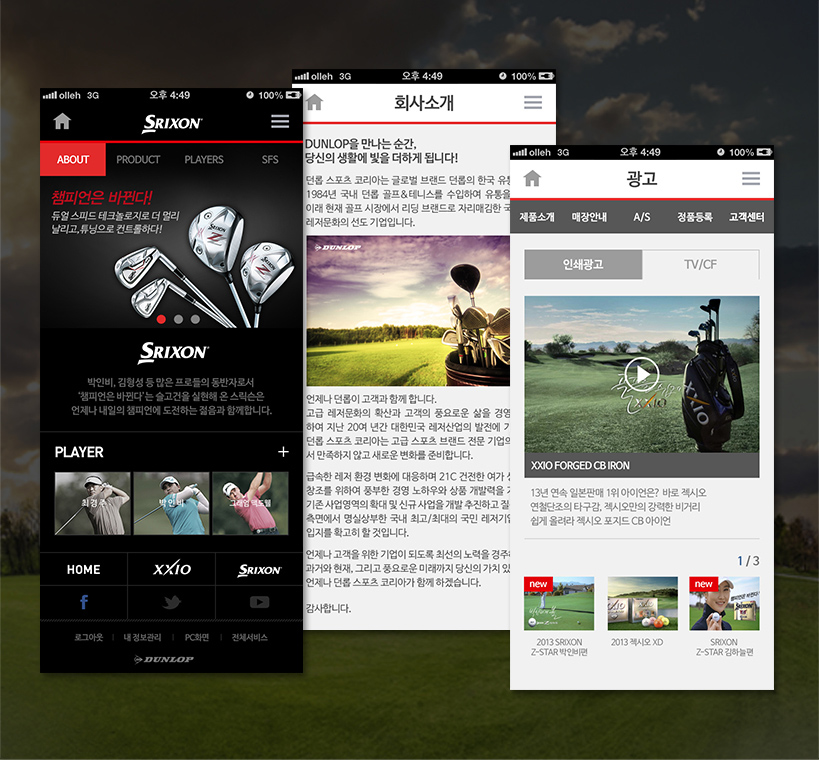 olleh 3G 오후 4:49 100%
SRIXON
ABOUT PRODUCT PLAYERS SFS
챔피언은 바뀐다!
듀얼 스피드 테크놀로지로 더 멀리
날리고, 튜닝으로 컨트롤하다!
SRIXON
박인비, 김형성 등 많은 프로들의 동반자로서
'챔피언은 바뀐다'는 슬고건을 실현해 온 스릭슨은
언제나 내일의 챔피언에 도전하는 젊음과 함께합니다.
PLAYER +
최경주 박인비 그래엄 맥도웰
HOME XXIO SRIXON
로그아웃 내 정보관리 PC화면 전체서비스
DUNLOP
olleh 3G 오후 4:49 100%
회사소개
DUNLOP을 만나는 순간,
당신의 생활에 빛을 더하게 됩니다!
던롭 스포츠 코리아는 글로벌 브랜드 던롭의 한국 유통
1984년 국내 던롭 골프&테니스를 수입하여 유통을
이래 현재 골프 시장에서 리딩 브랜드로 자리매김한 국
레저문화의 선도 기업입니다.
DUNLOP
언제나 던롭이 고객과 함께 합니다.
고급 레저문화의 확산과 고객의 풍요로운 삶을 경영
하여 지난 20여 년간 대한민국 레저산업의 발전에 기
던롭 스포츠 코리아는 고급 스포츠 브랜드 전문 기업으
서 만족하지 않고 새로운 변화를 준비합니다.
급속한 레저 환경 변화에 대응하며 21C 건전한 여가 생
창조를 위하여 풍부한 경영 노하우와 상품 개발력을 기
기존 사업영역의 확대 및 신규 사업을 개발 추진하고 질
측면에서 명실상부한 국내 최고/최대의 국민 레저기업
입지를 확고히 할 것입니다.
언제나 고객을 위한 기업이 되도록 최선의 노력을 경주하
과거와 현재, 그리고 풍요로운 미래까지 당신의 가치 있
언제나 던롭 스포츠 코리아가 함께 하겠습니다.
감사합니다.
olleh 3G 오후 4:49 100%
광고
제품소개 매장안내 A/S 정품등록 고객센터
인쇄광고 TV/CF
XXIO
XXIO FORGED CB IRON
13년 연속 일본판매 1위 아이언은? 바로 젝시오
연철단조의 타구감, 젝시오만의 강력한 비거리
쉽게 올려라 젝시오 포지드 CB 아이언
1 / 3
new new
2013 SRIXON
Z-STAR 박인비편
2013 젝시오 XD
SRIXON
Z-STAR 김하늘편